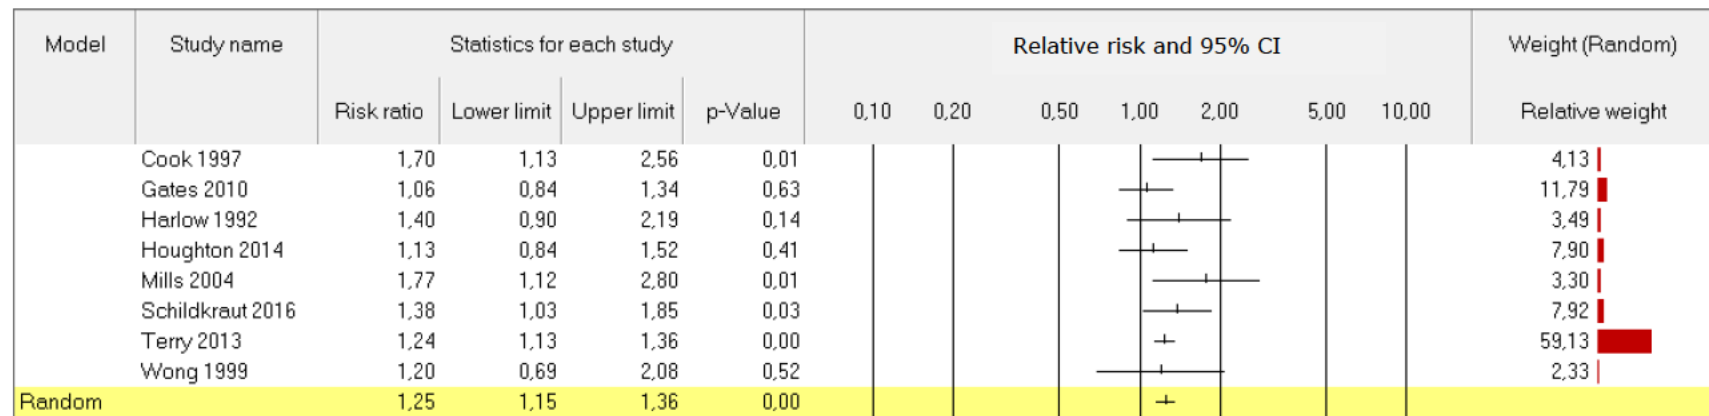 Model Study name Statistics for each study Relative risk and 95% CI Weight (Random)
Risk ratio Lower limit Upper limit p-Value 0,10 0,20 0,50 1,00 2,00 5,00 10,00 Relative weight
Cook 1997 1,70 1,13 2,56 0,01 4,13
Gates 2010 1,06 0,84 1,34 0,63 11,79
Harlow 1992 1,40 0,90 2,19 0,14 3,49
Houghton 2014 1,13 0,84 1,52 0,41 7,90
Mills 2004 1,77 1,12 2,80 0,01 3,30
Schildkraut 2016 1,38 1,03 1,85 0,03 7,92
Terry 2013 1,24 1,13 1,36 0,00 59,13
Wong 1999 1,20 0,69 2,08 0,52 2,33
Random 1,25 1,15 1,36 0,00